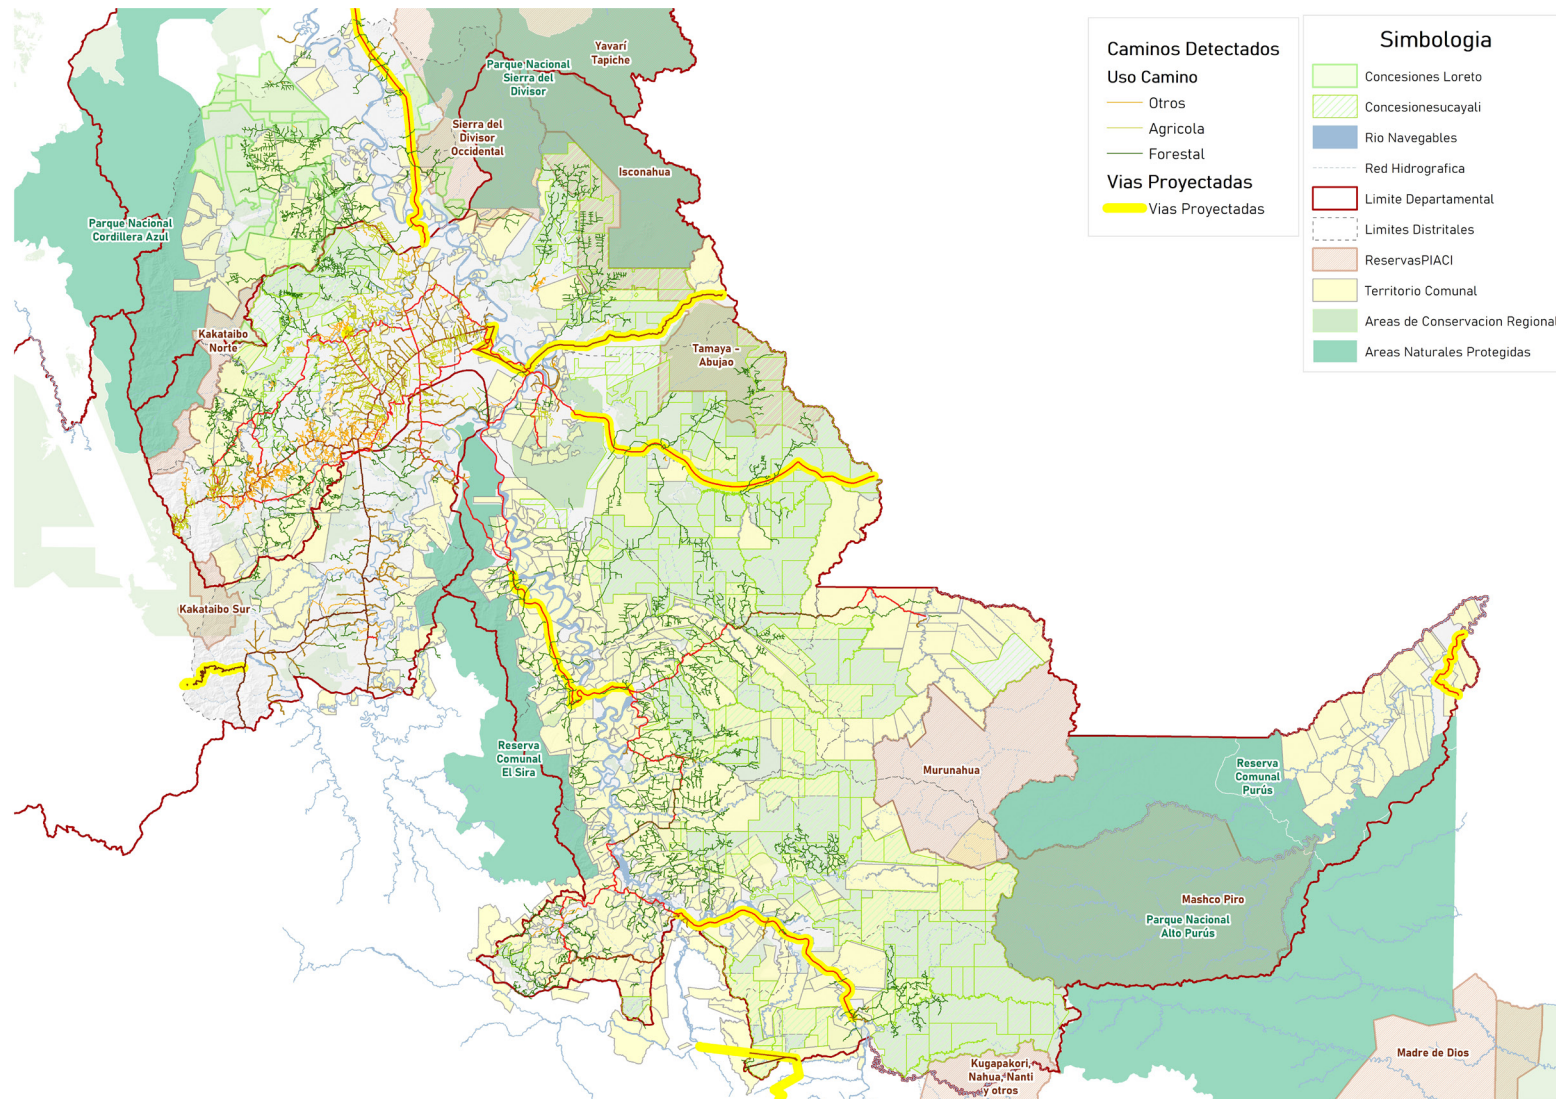 Yavarí
Tapiche
Parque Nacional
Sierra del
Divisor
Sierra del
Divisor
Occidental
Isconahua
Parque Nacional
Cordillera Azul
Kakataibo
Norte
Tamaya -
Abujao
Kakataibo Sur
Reserva
Comunal
El Sira
Murunahua
Reserva
Comunal
Purús
Mashco Piro
Parque Nacional
Alto Purús
Madre de Dios
Kugapakori,
Nahua, Nanti
y otros
Caminos Detectados
Uso Camino
Otros
Agricola
Forestal
Vias Proyectadas
Vias Proyectadas
Simbologia
Concesiones Loreto
Concesionesucayali
Rio Navegables
Red Hidrografica
Limite Departamental
Limites Distritales
ReservasPIACI
Territorio Comunal
Areas de Conservacion Regional
Areas Naturales Protegidas